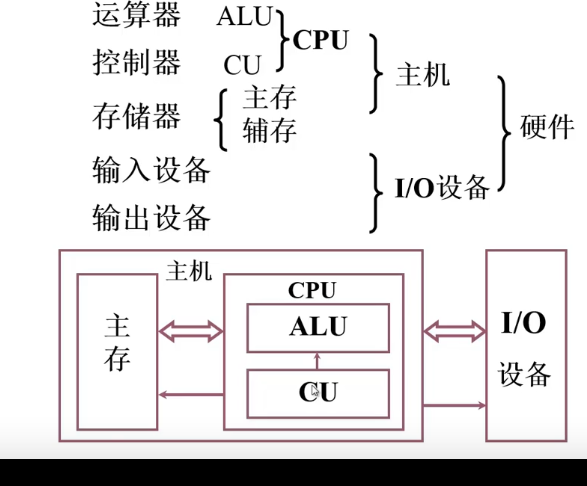 运算器 ALU
CPU
控制器 CU
主机
存储器 主存
辅存
硬件
输入设备
I/O设备
输出设备
主机
CPU
主存
ALU
CU
I/O
设备